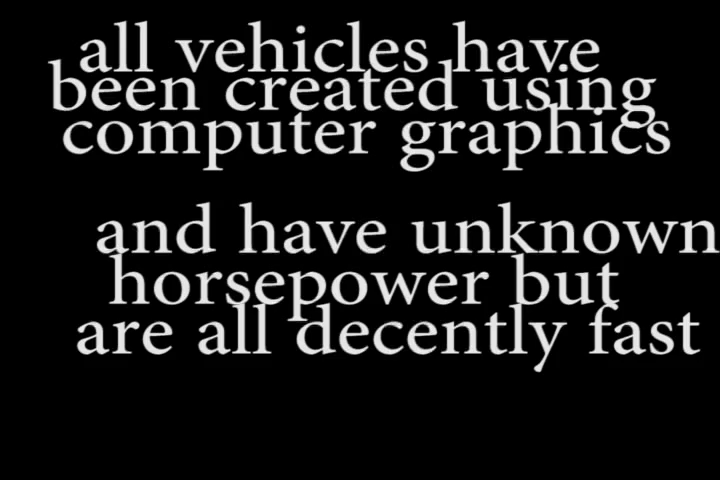 all vehicles have
been created using
computer graphics
and have unknown
horsepower but
are all decently fast